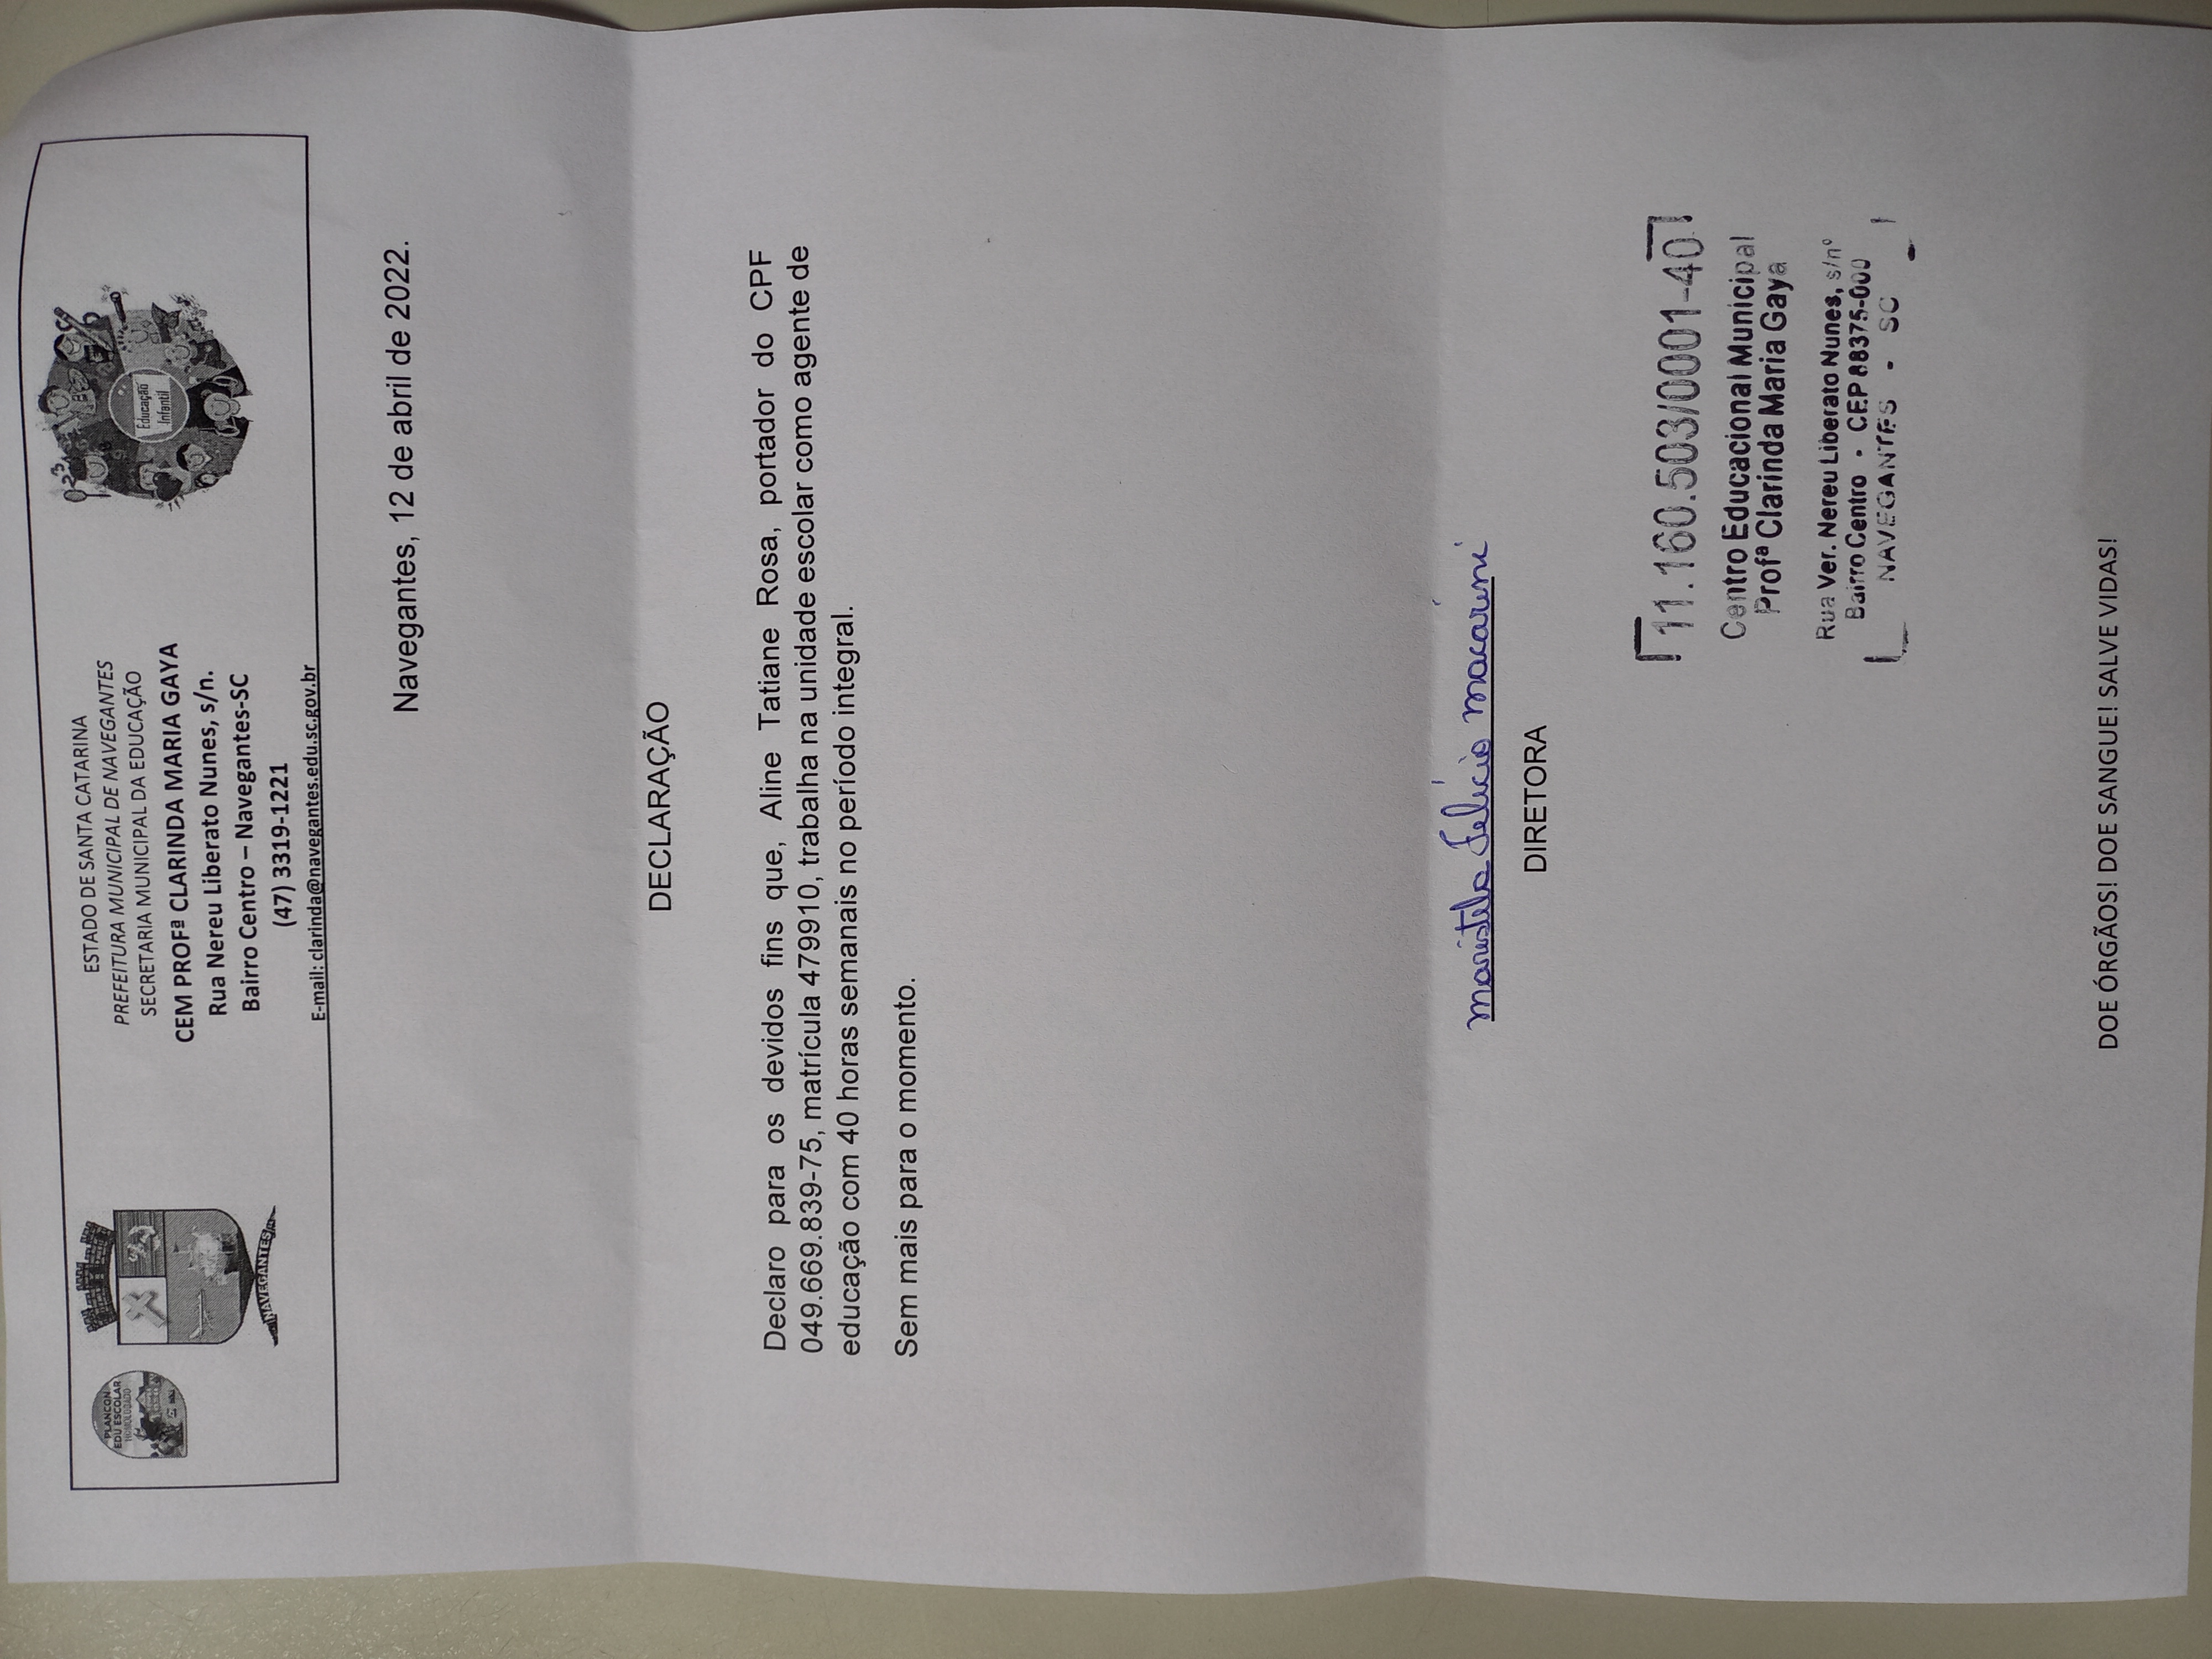 PLANCON
EDU ESCOLAR
HOMOLOGADO
NAVEGANTES
ESTADO DE SANTA CATARINA
PREFEITURA MUNICIPAL DE NAVEGANTES
SECRETARIA MUNICIPAL DA EDUCAÇÃO
CEM PROFª CLARINDA MARIA GAYA
Rua Nereu Liberato Nunes, s/n.
Bairro Centro – Navegantes-SC
(47) 3319-1221
E-mail: clarinda@navegantes.edu.sc.gov.br
Educação
Infantil
Navegantes, 12 de abril de 2022.
DECLARAÇÃO
Declaro para os devidos fins que, Aline Tatiane Rosa, portador do CPF
049.669.839-75, matrícula 479910, trabalha na unidade escolar como agente de
educação com 40 horas semanais no período integral.
Sem mais para o momento.
Maristela Felício Macarini
DIRETORA
11.160.503/0001-40
Centro Educacional Municipal
Profª Clarinda Maria Gaya
Rua Ver. Nereu Liberato Nunes, s/nº
Bairro Centro - CEP 88375-000
NAVEGANTES - SC
DOE ÓRGÃOS! DOE SANGUE! SALVE VIDAS!